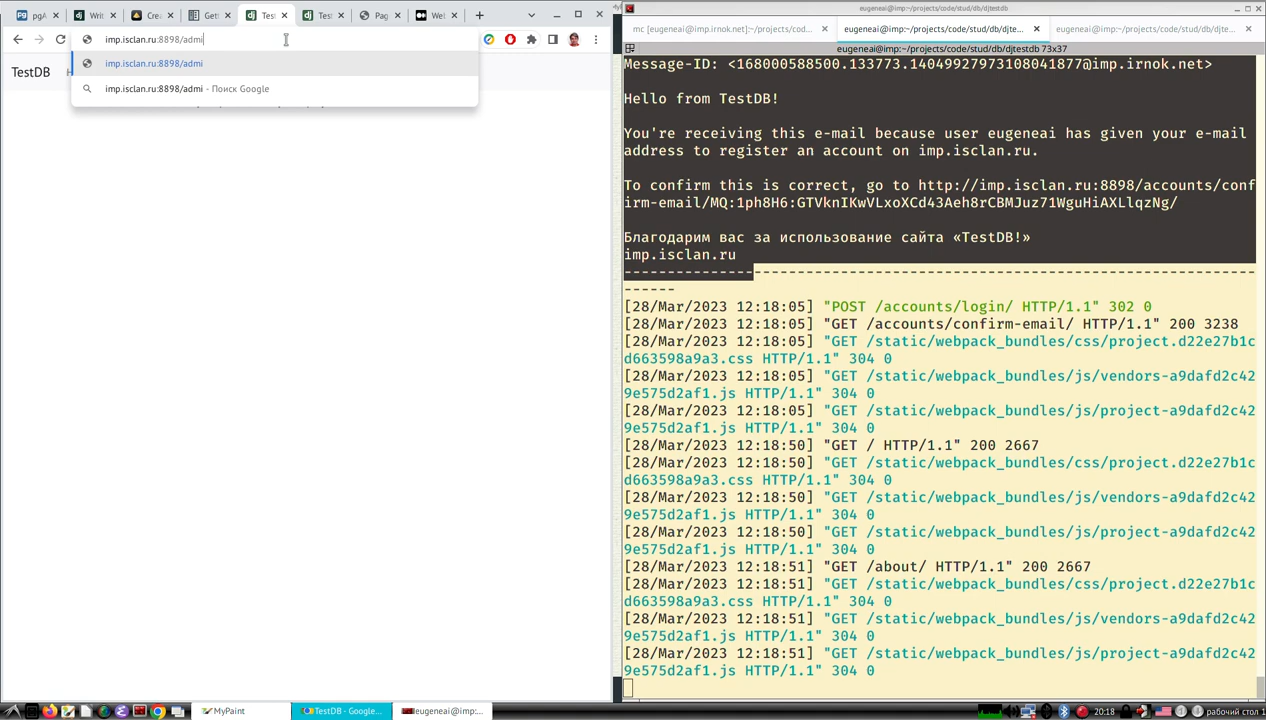 pgA
Writ
Crea
Gett
Test
Test
Pag
Wel
imp.isclan.ru:8898/admi
imp.isclan.ru:8898/admi
imp.isclan.ru:8898/admi - Поиск Google
TestDB
djtestdb
mc [eugeneai@imp.irnok.net]:~/projects/cod...
eugeneai@imp:~/projects/code/stud/db/djte...
eugeneai@imp:~/projects/code/stud/db/djte...
eugeneai@imp:~/projects/code/stud/db/djtestdb 73x37
Message-ID: <168000588500.133773.14049927973108041877@imp.irnok.net>
Hello from TestDB!
You're receiving this e-mail because user eugeneai has given your e-mail
address to register an account on imp.isclan.ru.
To confirm this is correct, go to http://imp.isclan.ru:8898/accounts/conf
irm-email/MQ:1ph8H6:GTVknIKwVLxoXCd43Aeh8rCBMJuz71WguHiAXLlqzNg/
Благодарим вас за использование сайта «TestDB!»
imp.isclan.ru
-------------------------------------------------------------------------
------
[28/Mar/2023 12:18:05] "POST /accounts/login/ HTTP/1.1" 302 0
[28/Mar/2023 12:18:05] "GET /accounts/confirm-email/ HTTP/1.1" 200 3238
[28/Mar/2023 12:18:05] "GET /static/webpack_bundles/css/project.d22e27b1c
d663598a9a3.css HTTP/1.1" 304 0
[28/Mar/2023 12:18:05] "GET /static/webpack_bundles/js/vendors-a9dafd2c42
9e575d2af1.js HTTP/1.1" 304 0
[28/Mar/2023 12:18:05] "GET /static/webpack_bundles/js/project-a9dafd2c42
9e575d2af1.js HTTP/1.1" 304 0
[28/Mar/2023 12:18:50] "GET / HTTP/1.1" 200 2667
[28/Mar/2023 12:18:50] "GET /static/webpack_bundles/css/project.d22e27b1c
d663598a9a3.css HTTP/1.1" 304 0
[28/Mar/2023 12:18:50] "GET /static/webpack_bundles/js/vendors-a9dafd2c42
9e575d2af1.js HTTP/1.1" 304 0
[28/Mar/2023 12:18:50] "GET /static/webpack_bundles/js/project-a9dafd2c42
9e575d2af1.js HTTP/1.1" 304 0
[28/Mar/2023 12:18:51] "GET /about/ HTTP/1.1" 200 2667
[28/Mar/2023 12:18:51] "GET /static/webpack_bundles/css/project.d22e27b1c
d663598a9a3.css HTTP/1.1" 304 0
[28/Mar/2023 12:18:51] "GET /static/webpack_bundles/js/vendors-a9dafd2c42
9e575d2af1.js HTTP/1.1" 304 0
[28/Mar/2023 12:18:51] "GET /static/webpack_bundles/js/project-a9dafd2c42
9e575d2af1.js HTTP/1.1" 304 0
MyPaint
TestDB - Google...
eugeneai@imp:...
20:18
рабочий стол 1